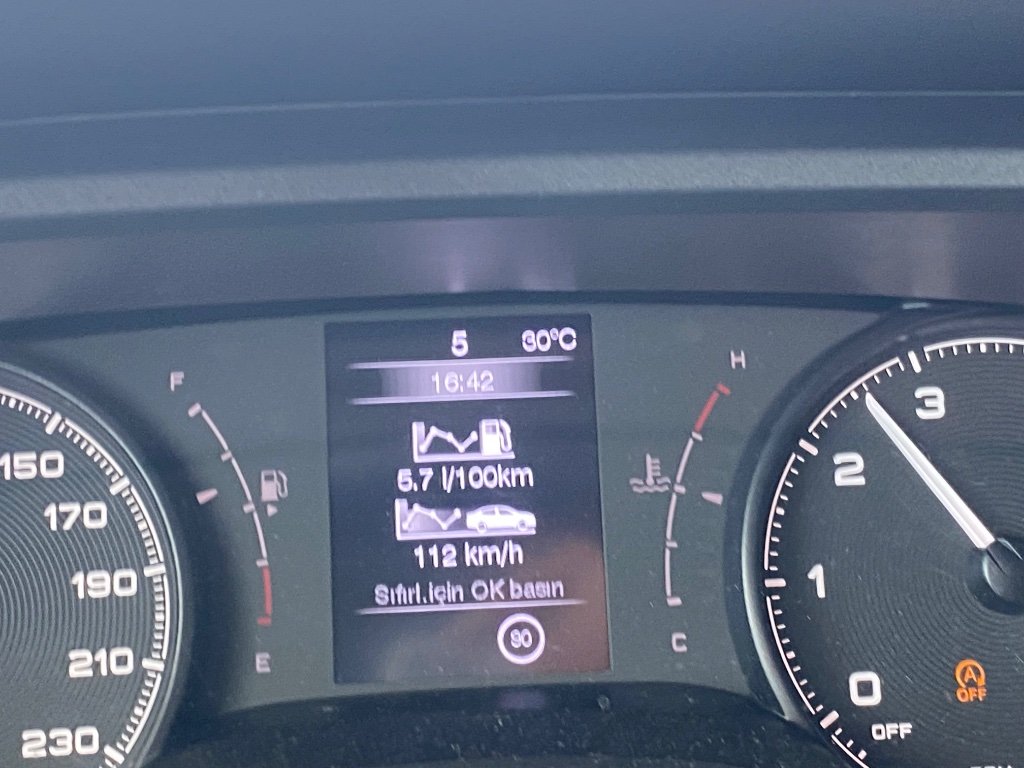 5 30°C
16:42
5.7 l/100km
112 km/h
Sıfırl.için OK basın
90
F
E
H
C
150
170
190
210
230
3
2
1
0
OFF
A
OFF